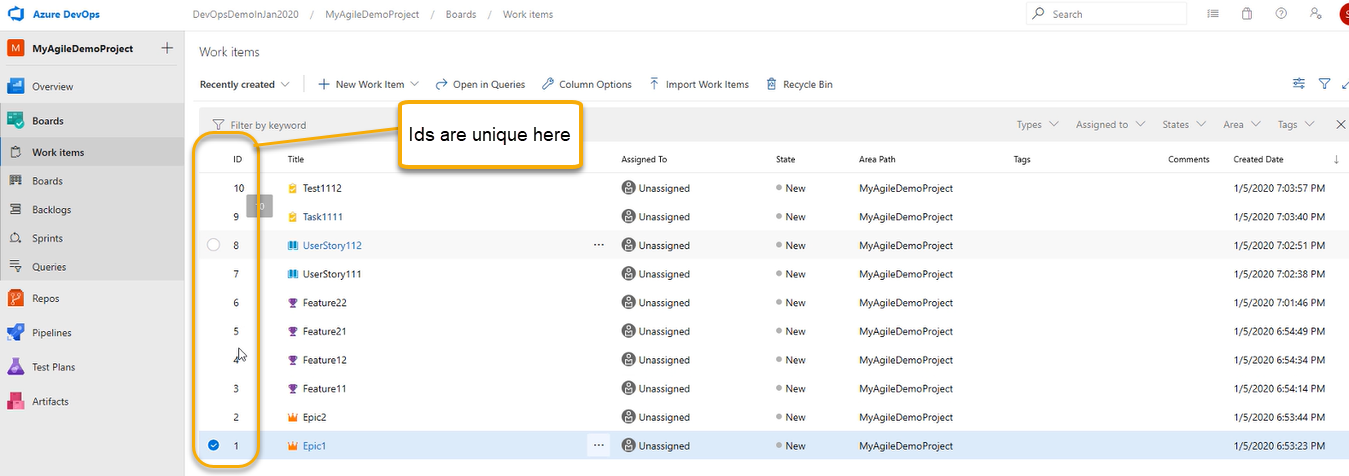 Azure DevOps DevOpsDemoInJan2020 / MyAgileDemoProject / Boards / Work items Search
M MyAgileDemoProject
Work items
Overview
Recently created New Work Item Open in Queries Column Options Import Work Items Recycle Bin
Boards
Filter by keyword Types Assigned to States Area Tags
Ids are unique here
Work items
ID Title Assigned To State Area Path Tags Comments Created Date
Boards
10 Test1112 Unassigned New MyAgileDemoProject 1/5/2020 7:03:57 PM
Backlogs
9 Task1111 Unassigned New MyAgileDemoProject 1/5/2020 7:03:40 PM
Sprints
8 UserStory112 ... Unassigned New MyAgileDemoProject 1/5/2020 7:02:51 PM
Queries
7 UserStory111 Unassigned New MyAgileDemoProject 1/5/2020 7:02:38 PM
Repos
6 Feature22 Unassigned New MyAgileDemoProject 1/5/2020 7:01:46 PM
Pipelines
5 Feature21 Unassigned New MyAgileDemoProject 1/5/2020 6:54:49 PM
Test Plans
4 Feature12 Unassigned New MyAgileDemoProject 1/5/2020 6:54:34 PM
3 Feature11 Unassigned New MyAgileDemoProject 1/5/2020 6:54:14 PM
Artifacts
2 Epic2 Unassigned New MyAgileDemoProject 1/5/2020 6:53:44 PM
1 Epic1 ... Unassigned New MyAgileDemoProject 1/5/2020 6:53:23 PM